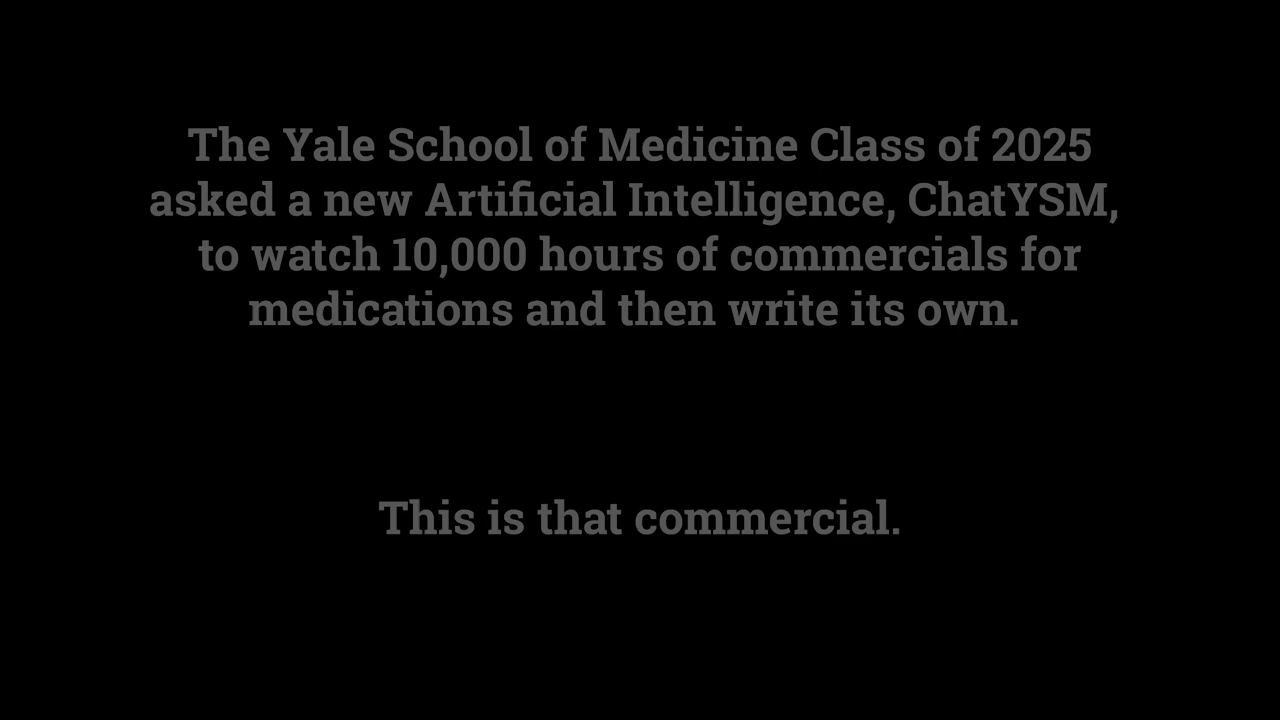 The Yale School of Medicine Class of 2025
asked a new Artificial Intelligence, ChatYSM,
to watch 10,000 hours of commercials for
medications and then write its own.
This is that commercial.